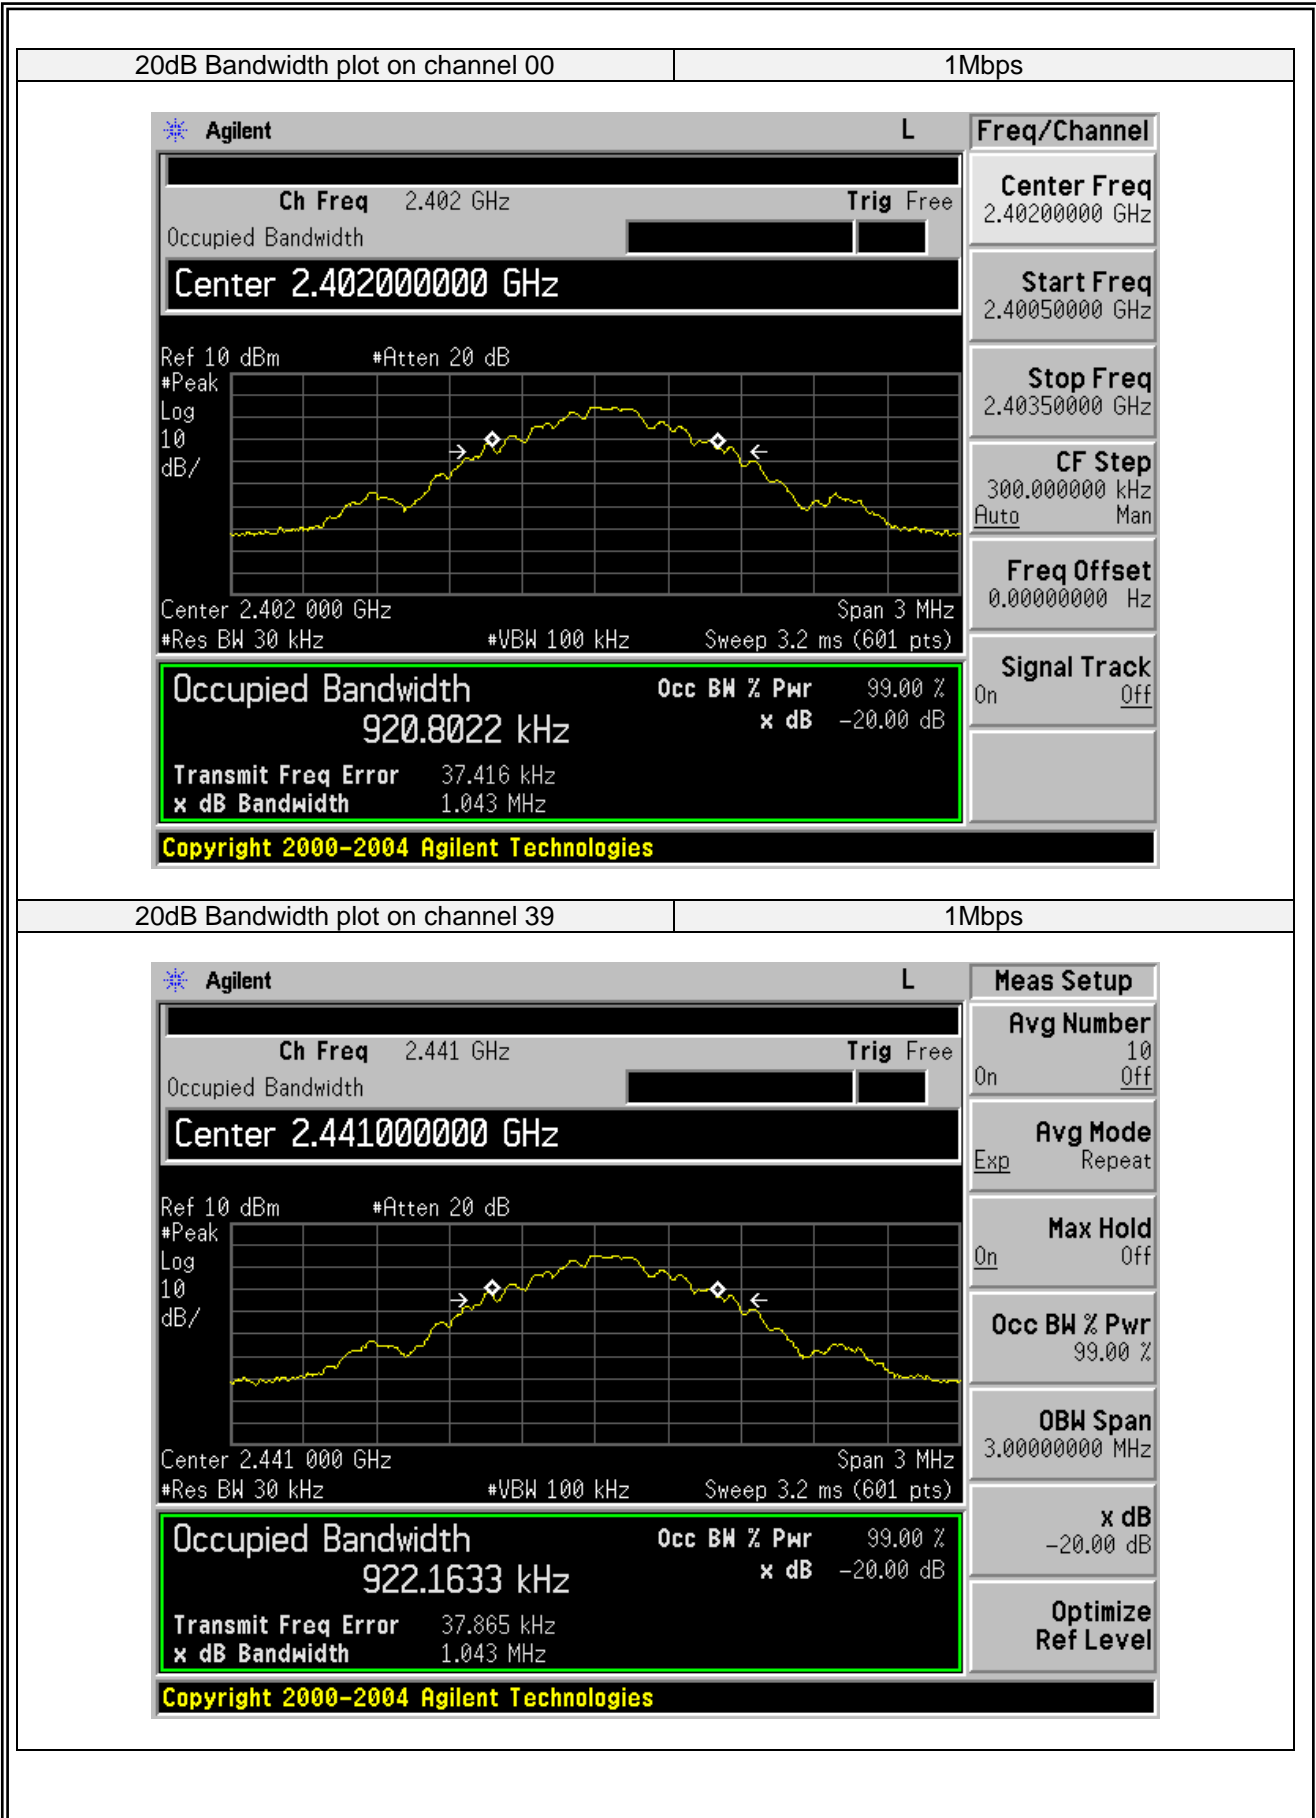 20dB Bandwidth plot on channel 00 1Mbps
Agilent L Freq/Channel
Ch Freq 2.402 GHz Trig Free
Occupied Bandwidth
Center 2.402000000 GHz
Ref 10 dBm #Atten 20 dB
#Peak
Log
10
dB/
Center 2.402 000 GHz Span 3 MHz
#Res BW 30 kHz #VBW 100 kHz Sweep 3.2 ms (601 pts)
Occupied Bandwidth Occ BW % Pwr 99.00 %
920.8022 kHz x dB -20.00 dB
Transmit Freq Error 37.416 kHz
x dB Bandwidth 1.043 MHz
Copyright 2000-2004 Agilent Technologies
Center Freq
2.40200000 GHz
Start Freq
2.40050000 GHz
Stop Freq
2.40350000 GHz
CF Step
300.000000 kHz
Auto Man
Freq Offset
0.00000000 Hz
Signal Track
On Off
20dB Bandwidth plot on channel 39 1Mbps
Agilent L Meas Setup
Ch Freq 2.441 GHz Trig Free
Occupied Bandwidth
Center 2.441000000 GHz
Ref 10 dBm #Atten 20 dB
#Peak
Log
10
dB/
Center 2.441 000 GHz Span 3 MHz
#Res BW 30 kHz #VBW 100 kHz Sweep 3.2 ms (601 pts)
Occupied Bandwidth Occ BW % Pwr 99.00 %
922.1633 kHz x dB -20.00 dB
Transmit Freq Error 37.865 kHz
x dB Bandwidth 1.043 MHz
Copyright 2000-2004 Agilent Technologies
Avg Number
10
On Off
Avg Mode
Exp Repeat
Max Hold
On Off
Occ BW % Pwr
99.00 %
OBW Span
3.00000000 MHz
x dB
-20.00 dB
Optimize
Ref Level